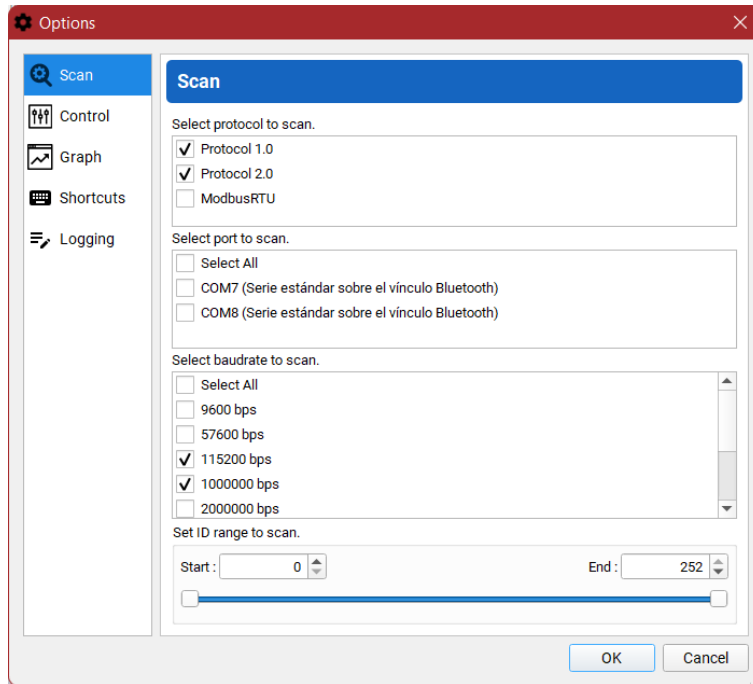 Options
Scan
Control
Graph
Shortcuts
Logging
Scan
Select protocol to scan.
Protocol 1.0
Protocol 2.0
ModbusRTU
Select port to scan.
Select All
COM7 (Serie estándar sobre el vínculo Bluetooth)
COM8 (Serie estándar sobre el vínculo Bluetooth)
Select baudrate to scan.
Select All
9600 bps
57600 bps
115200 bps
1000000 bps
2000000 bps
Set ID range to scan.
Start : 0 End : 252
OK Cancel